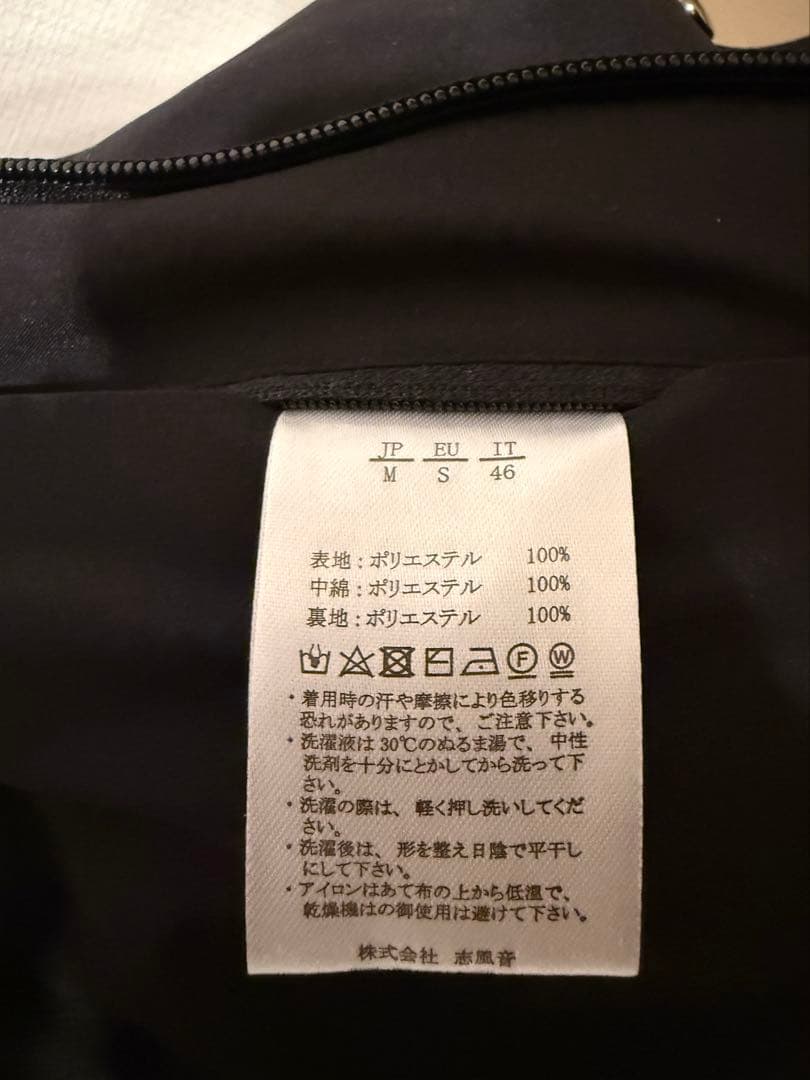 JP EU IT
M S 46
表地：ポリエステル 100%
中綿：ポリエステル 100%
裏地：ポリエステル 100%
F W
・着用時の汗や摩擦により色移りする
恐れがありますので、ご注意下さい。
・洗濯液は30℃のぬるま湯で、中性
洗剤を十分にとかしてから洗って下
さい。
・洗濯の際は、軽く押し洗いしてくだ
さい。
・洗濯後は、形を整え日陰で平干し
にして下さい。
・アイロンはあて布の上から低温で、
乾燥機はの御使用は避けて下さい。
株式会社 志風音